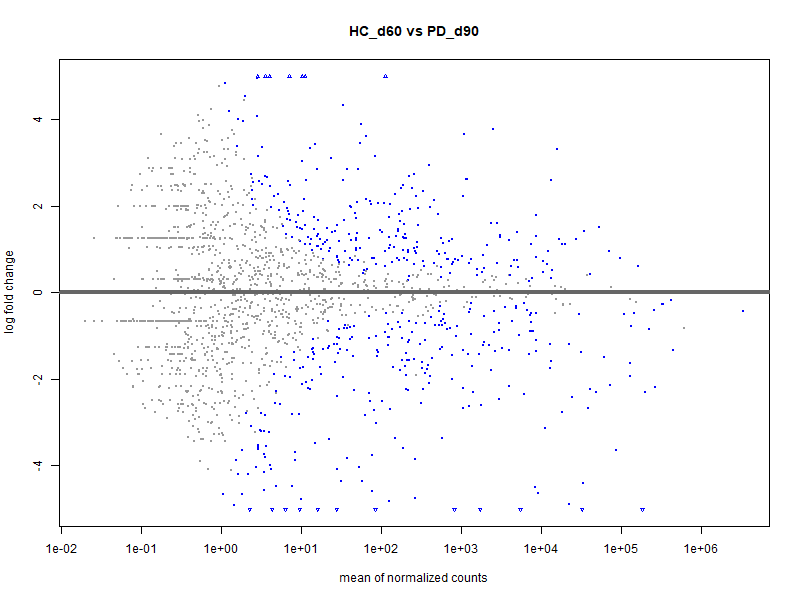 HC_d60 vs PD_d90
4
2
0
-2
-4
log fold change
1e-02 1e-01 1e+00 1e+01 1e+02 1e+03 1e+04 1e+05 1e+06
mean of normalized counts